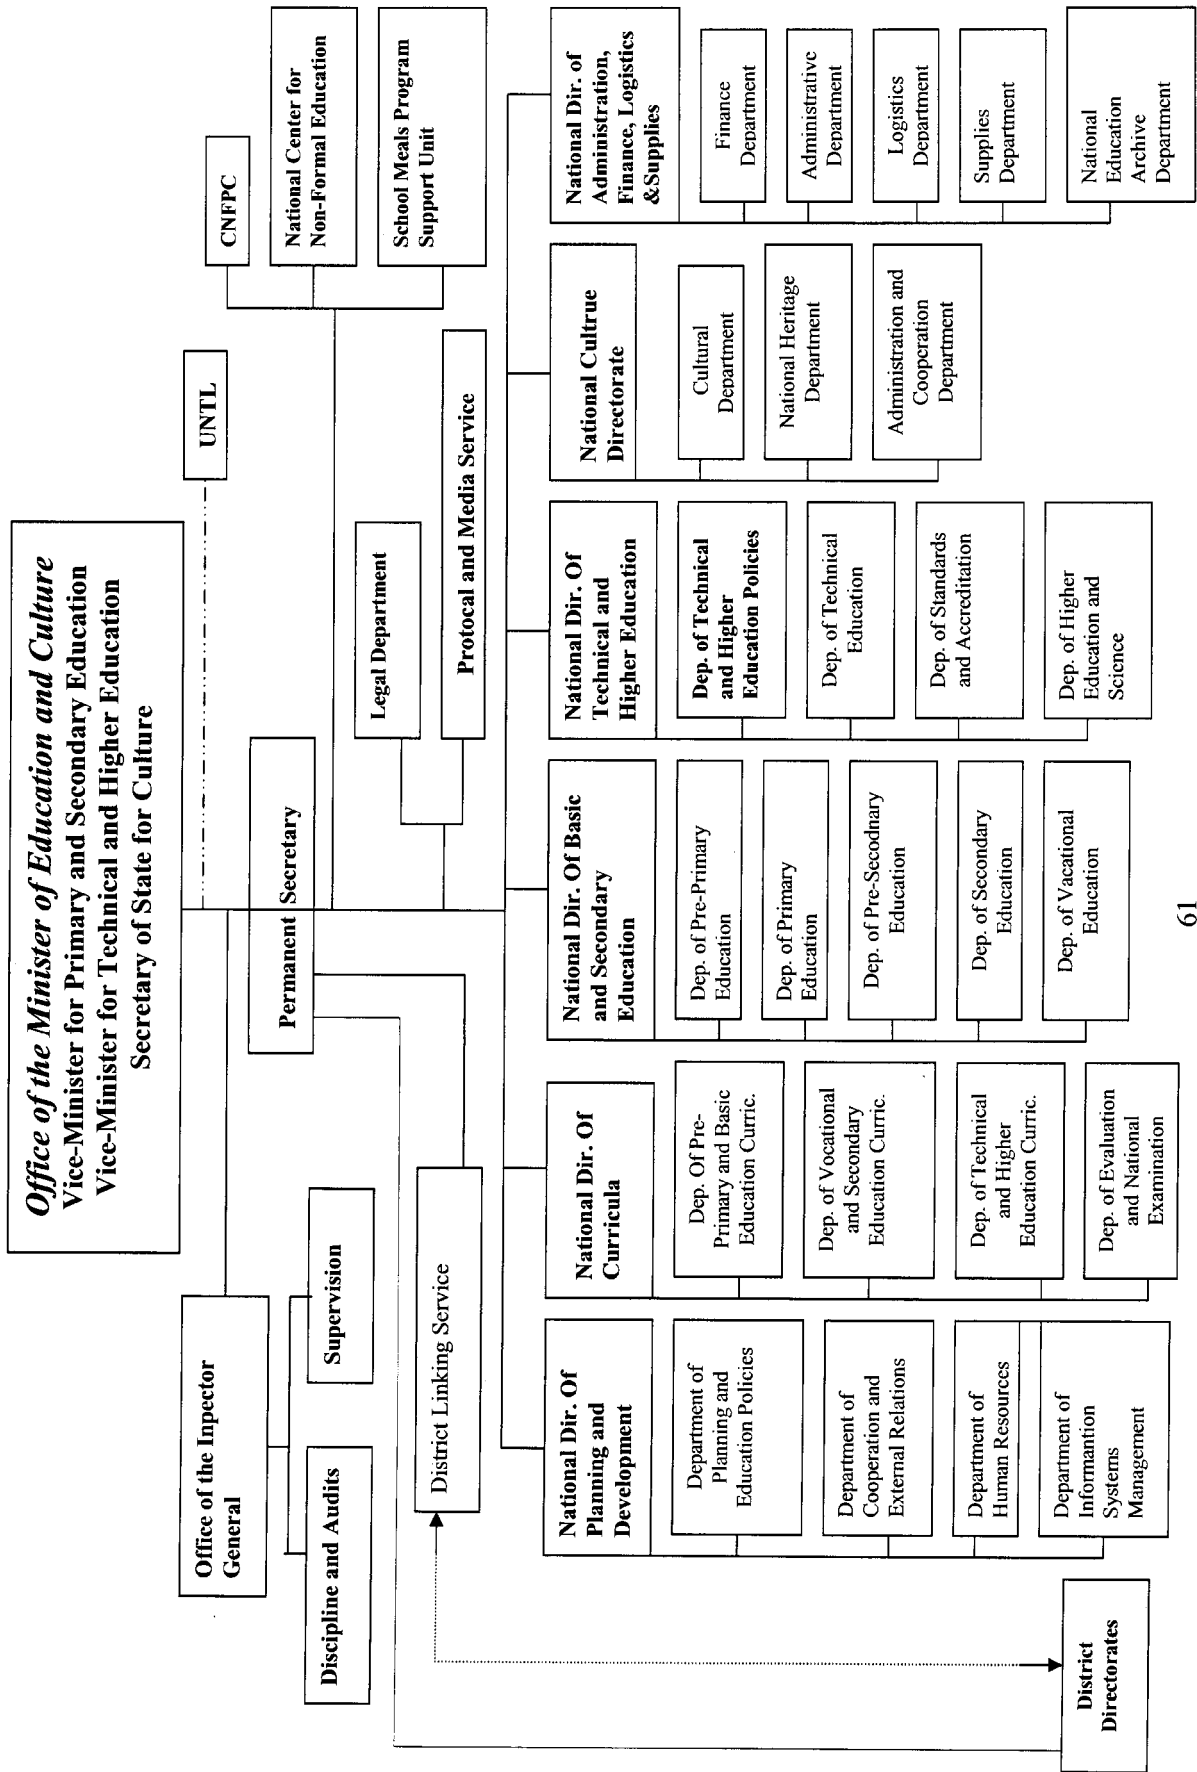 Office of the Minister of Education and Culture
Vice-Minister for Primary and Secondary Education
Vice-Minister for Technical and Higher Education
Secretary of State for Culture
UNTL
CNFPC
National Center for
Non-Formal Education
School Meals Program
Support Unit
Office of the Inpector
General
Discipline and Audits
Supervision
Permanent Secretary
Legal Department
Protocal and Media Service
District Linking Service
District
Directorates
National Dir. Of
Planning and
Development
Department of
Planning and
Education Policies
Department of
Cooperation and
External Relations
Department of
Human Resources
Department of
Informantion
Systems
Management
National Dir. Of
Curricula
Dep. Of Pre-
Primary and Basic
Education Curric.
Dep. of Vocational
and Secondary
Education Curric.
Dep. of Technical
and Higher
Education Curric.
Dep. of Evaluation
and National
Examination
National Dir. Of Basic
and Secondary
Education
Dep. of Pre-Primary
Education
Dep. of Primary
Education
Dep. of Pre-Secodnary
Education
Dep. of Secondary
Education
Dep. of Vacational
Education
National Dir. Of
Technical and
Higher Education
Dep. of Technical
and Higher
Education Policies
Dep. of Technical
Education
Dep. of Standards
and Accreditation
Dep. of Higher
Education and
Science
National Cultrue
Directorate
Cultural
Department
National Heritage
Department
Administration and
Cooperation
Department
National Dir. of
Administration,
Finance, Logistics
&Supplies
Finance
Department
Administrative
Department
Logistics
Department
Supplies
Department
National
Education
Archive
Department
61